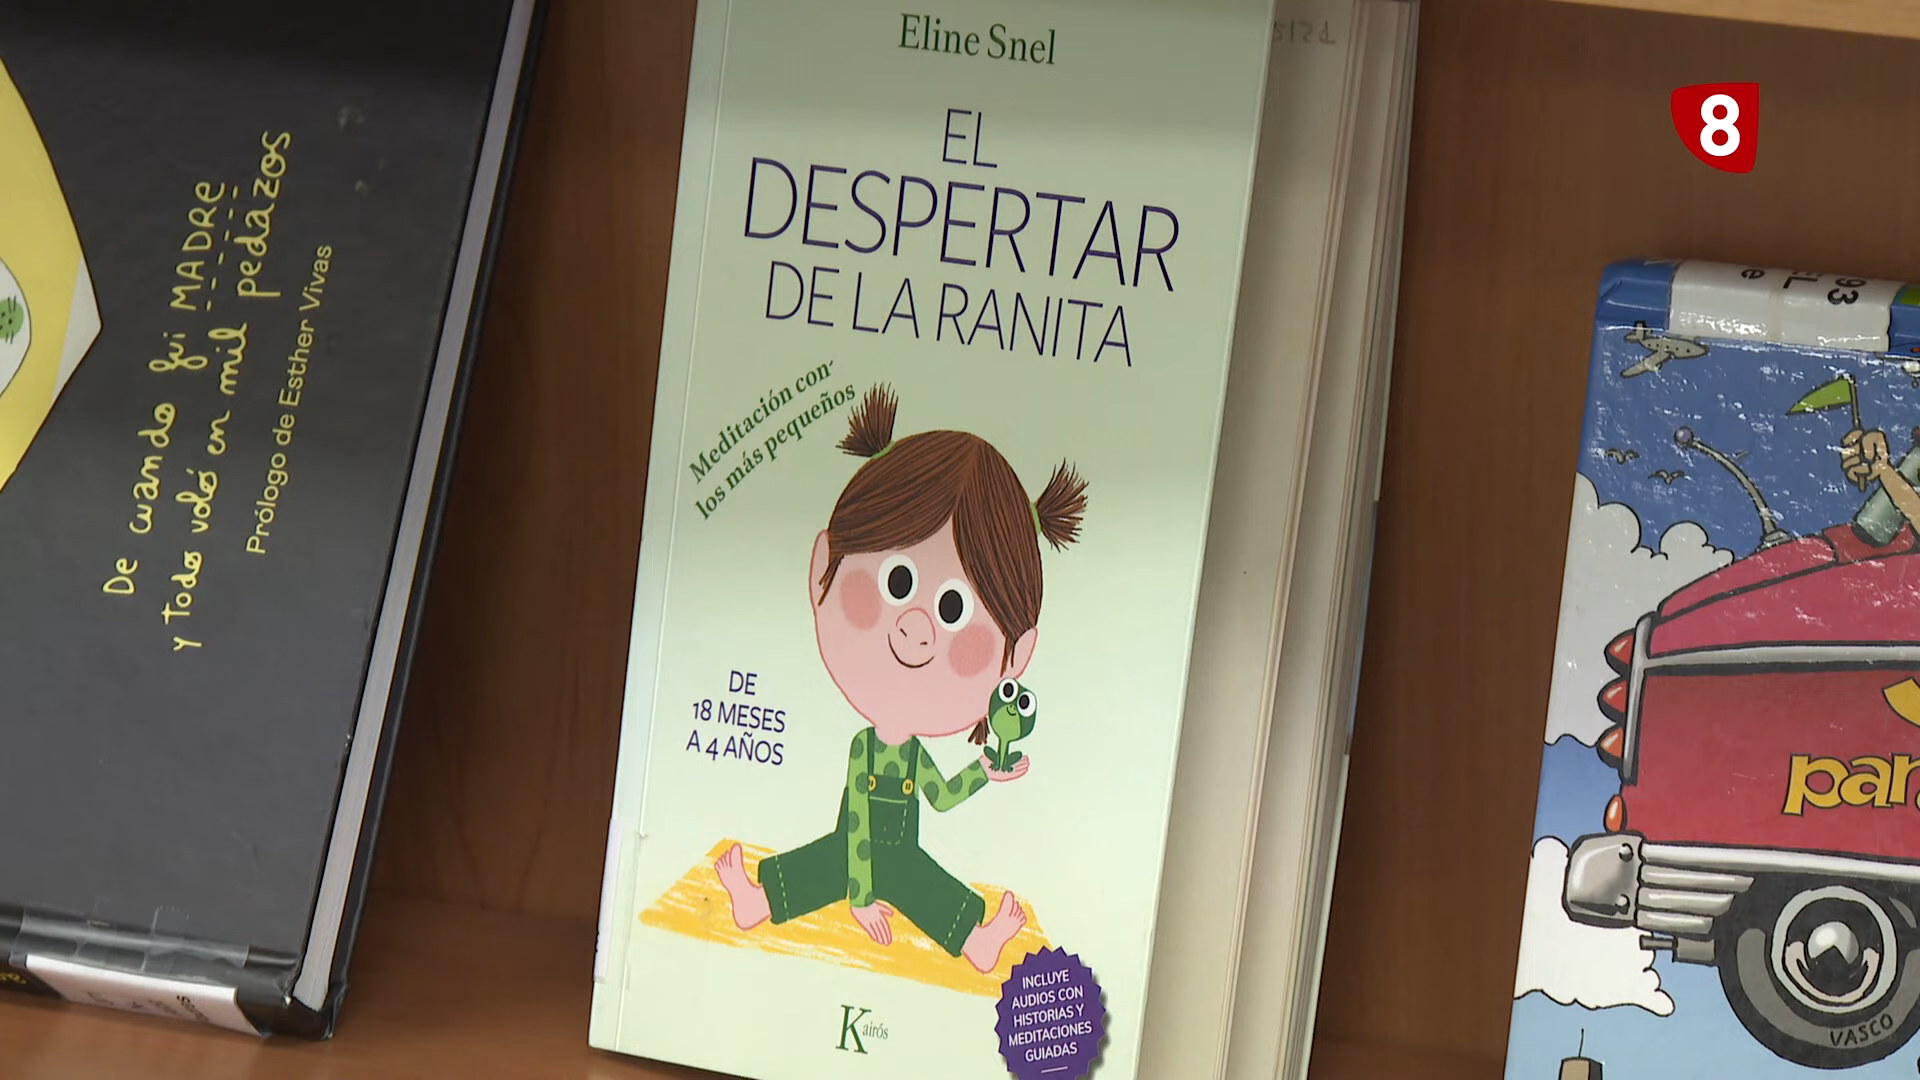 De cuando fui MADRE
y Todo voló en mil pedazos
Prólogo de Esther Vivas
Eline Snel
EL
DESPERTAR
DE LA RANITA
Meditación con
los más pequeños
DE
18 MESES
A 4 AÑOS
INCLUYE
AUDIOS CON
HISTORIAS Y
MEDITACIONES
GUIADAS
Kairós
8
par
VASCO